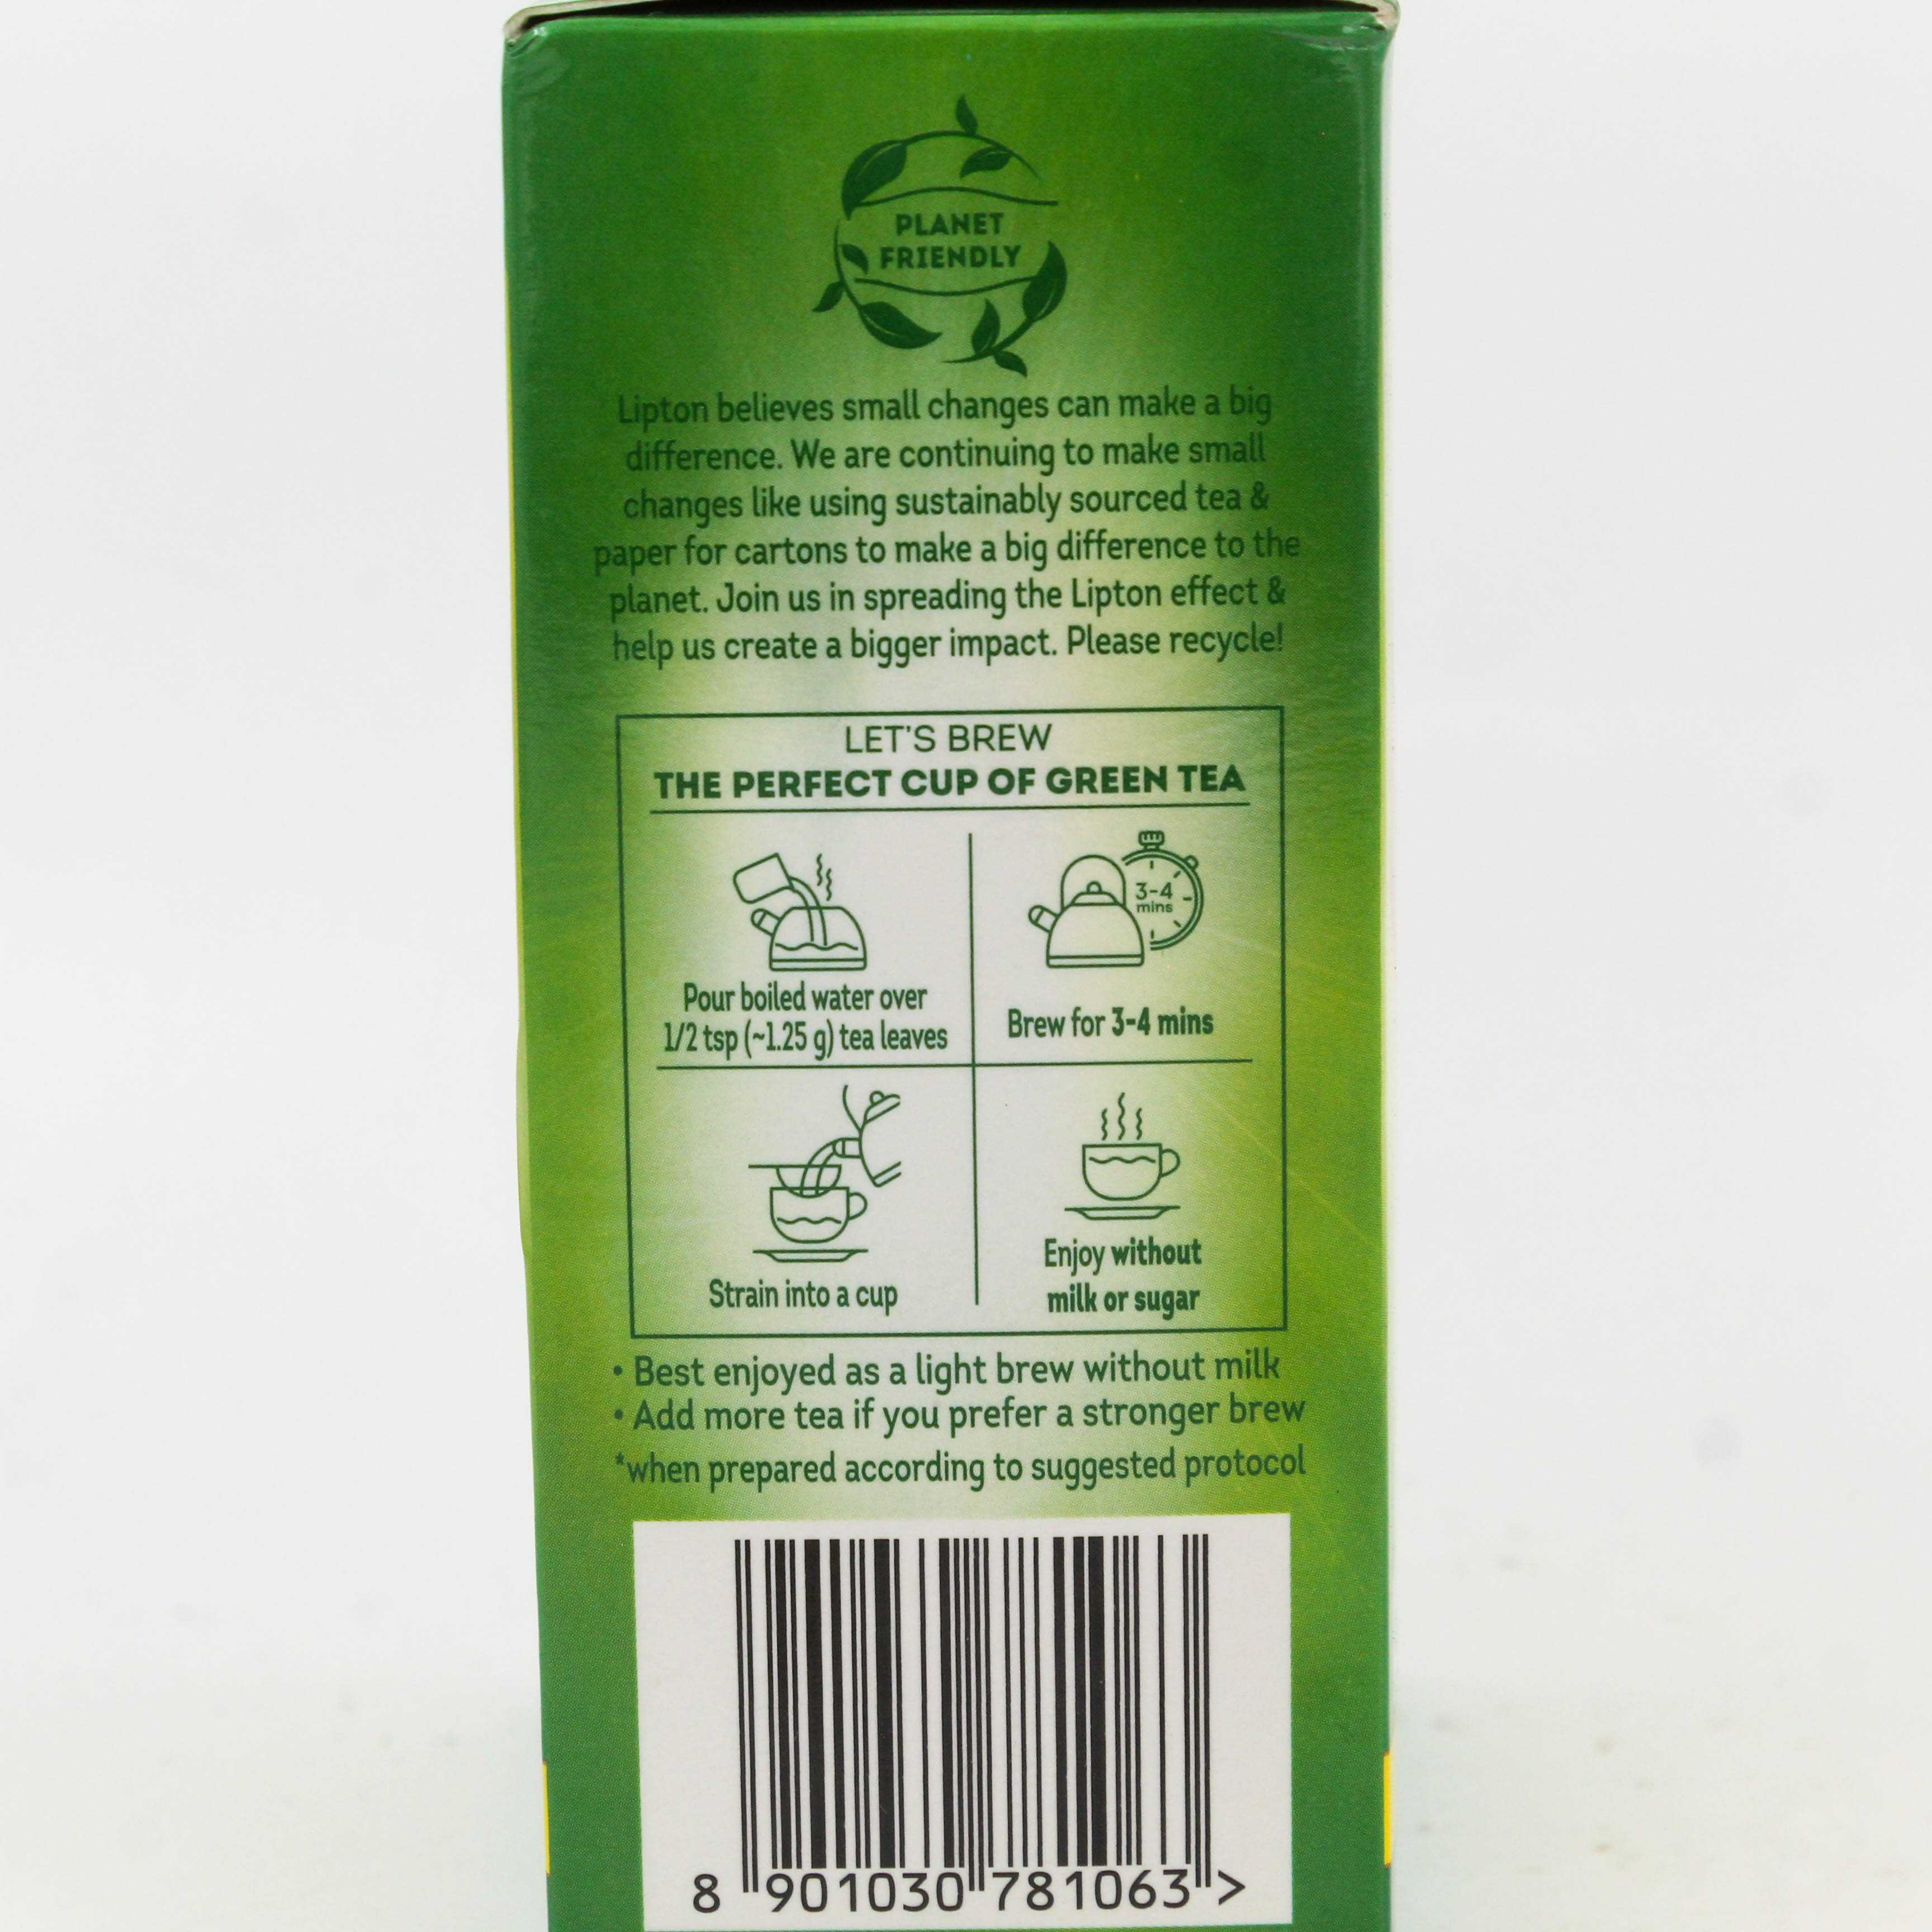 PLANET
FRIENDLY
Lipton believes small changes can make a big
difference. We are continuing to make small
changes like using sustainably sourced tea &
paper for cartons to make a big difference to the
planet. Join us in spreading the Lipton effect &
help us create a bigger impact. Please recycle!
LET'S BREW
THE PERFECT CUP OF GREEN TEA
3-4
mins
Pour boiled water over
1/2 tsp (~1.25 g) tea leaves
Brew for 3-4 mins
Strain into a cup
Enjoy without
milk or sugar
• Best enjoyed as a light brew without milk
• Add more tea if you prefer a stronger brew
*when prepared according to suggested protocol
8 901030 781063 >